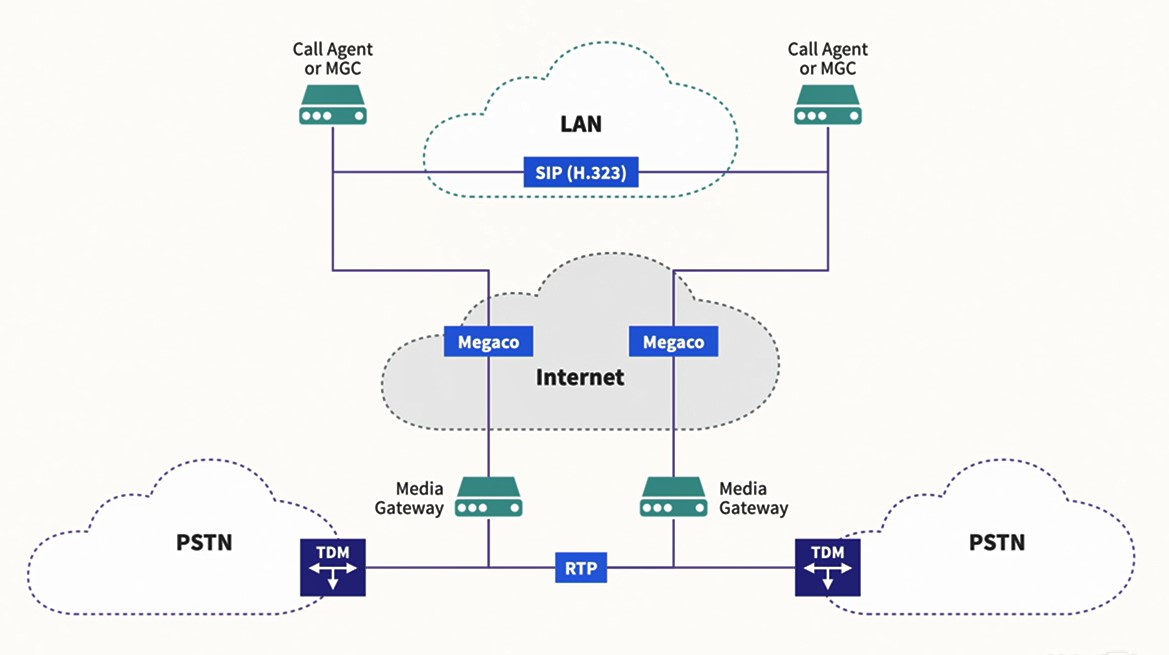 Call Agent
or MGC
Call Agent
or MGC
LAN
SIP (H.323)
Megaco
Megaco
Internet
Media
Gateway
Media
Gateway
PSTN
TDM
RTP
TDM
PSTN